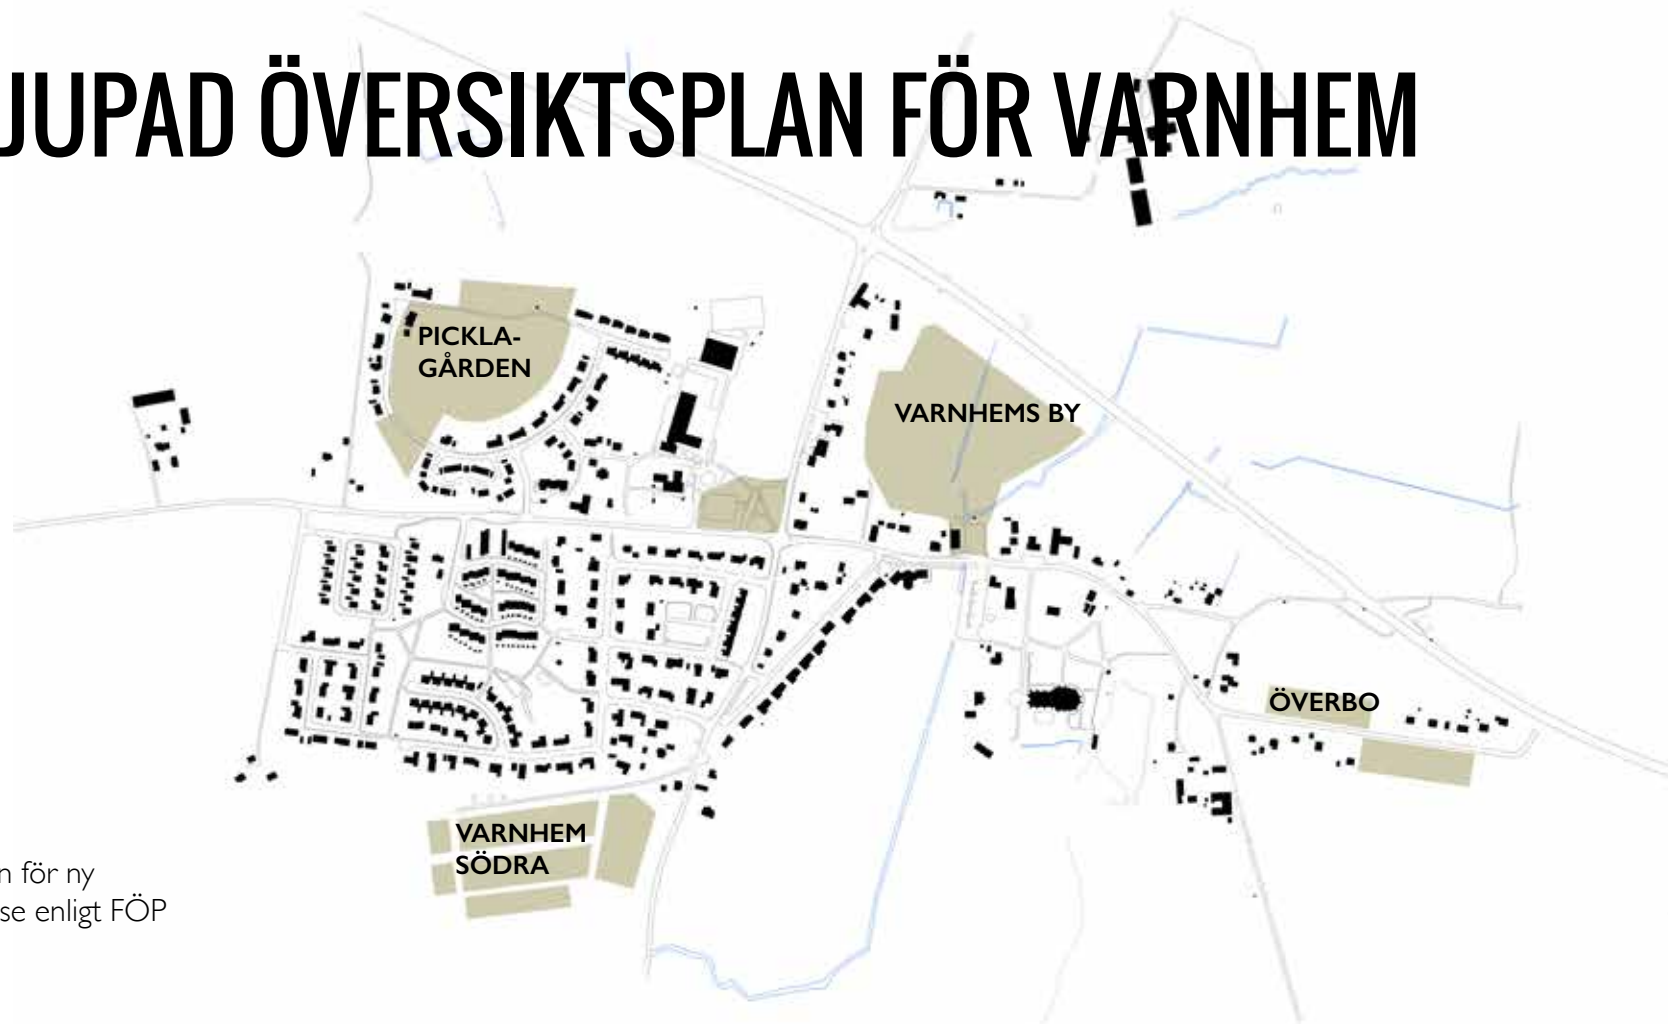 JUPAD ÖVERSIKTSPLAN FÖR VARNHEM
PICKLA-
GÅRDEN
VARNHEMS BY
ÖVERBO
VARNHEM
SÖDRA
n för ny
se enligt FÖP